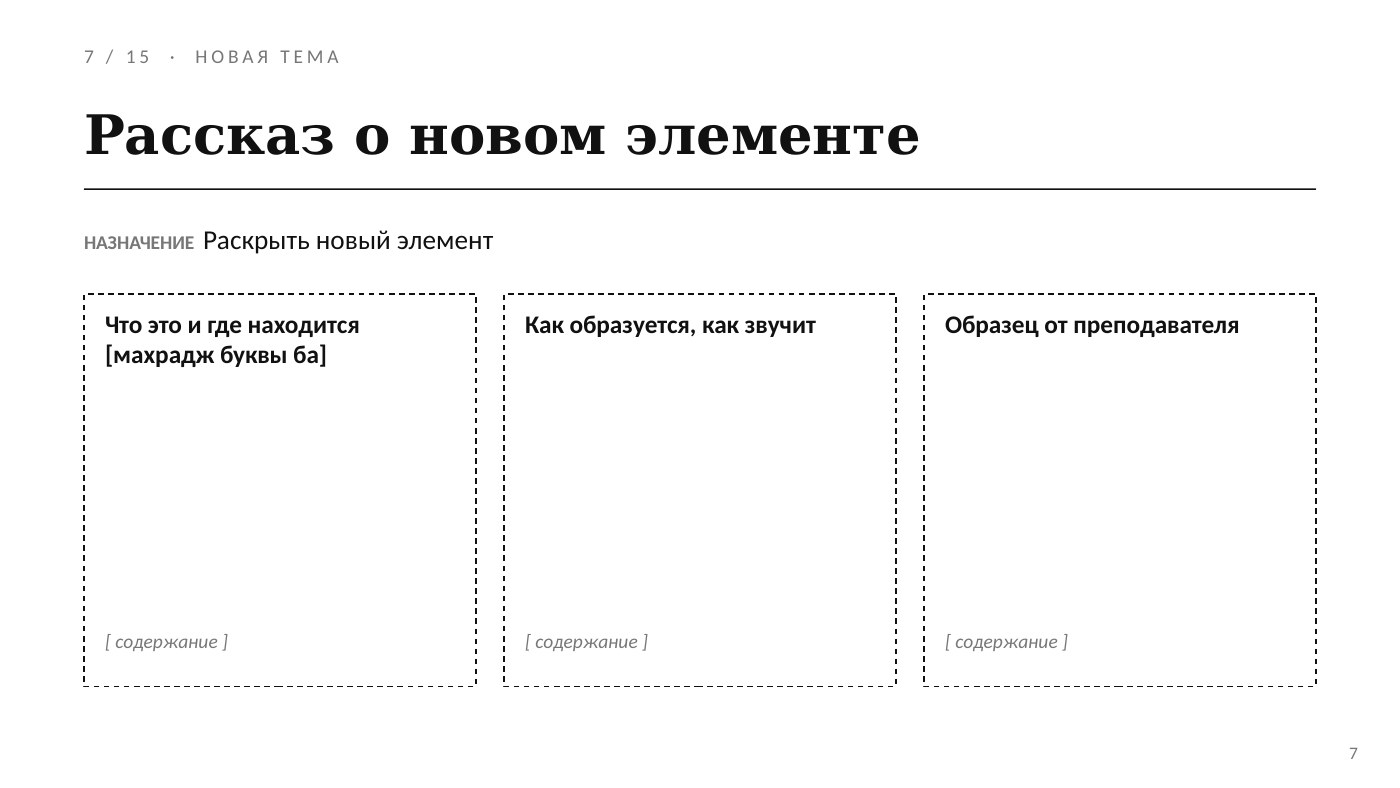 7 / 15 · НОВАЯ ТЕМА
Рассказ о новом элементе
НАЗНАЧЕНИЕ Раскрыть новый элемент
Что это и где находится
[махрадж буквы ба]
[ содержание ]
Как образуется, как звучит
[ содержание ]
Образец от преподавателя
[ содержание ]
7